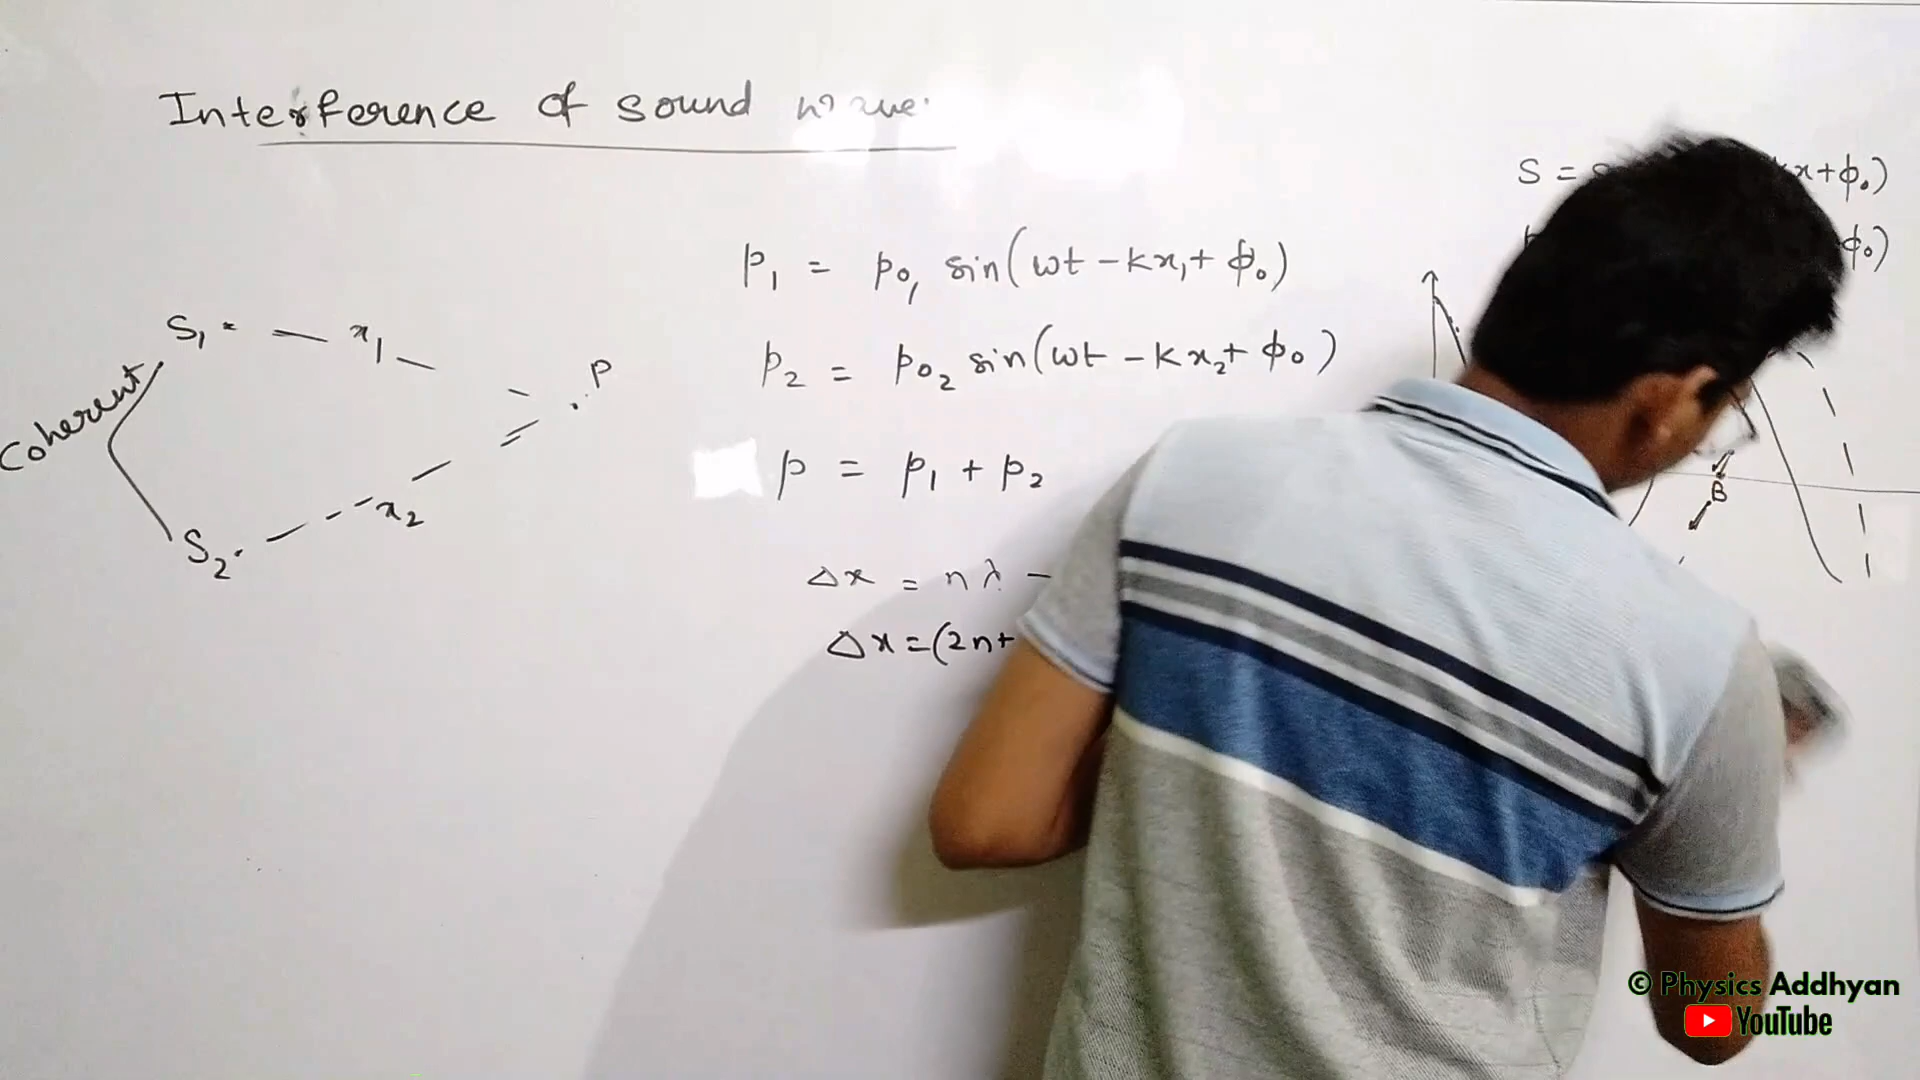 Interference of sound wave.
S = x+ϕ₀)
ϕ₀)
p₁ = p₀₁ sin(ωt − kx₁ + ϕ₀)
S₁ x₁ P
p₂ = p₀₂ sin(ωt − kx₂ + ϕ₀)
Coherent
p = p₁ + p₂
B
S₂ x₂
Δx = nλ −
Δx = (2n+
© Physics Addhyan
YouTube